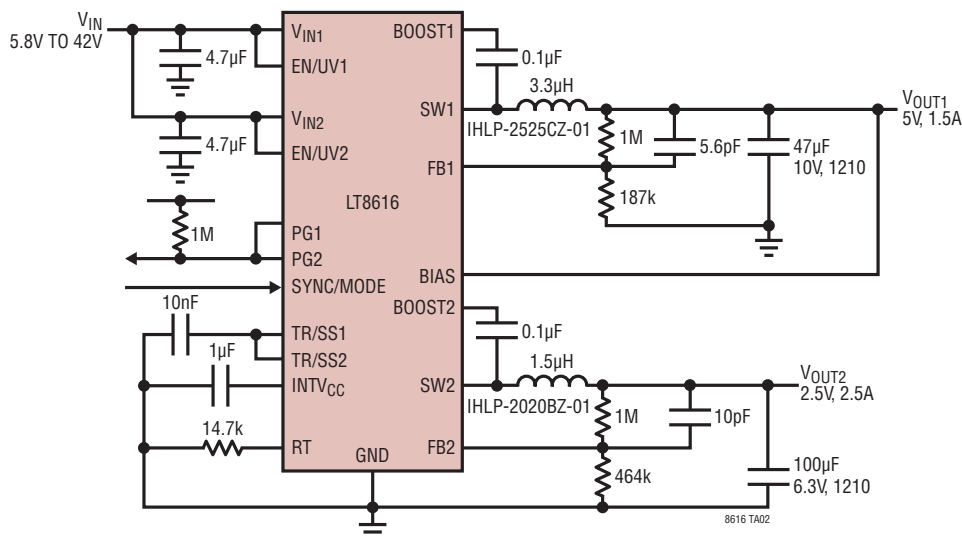 VIN
5.8V TO 42V
4.7µF
4.7µF
1M
10nF
1µF
14.7k
VIN1
EN/UV1
VIN2
EN/UV2
LT8616
PG1
PG2
SYNC/MODE
TR/SS1
TR/SS2
INTVCC
RT
GND
BOOST1
SW1
FB1
BIAS
BOOST2
SW2
FB2
0.1µF
3.3µH
IHLP-2525CZ-01
1M
187k
5.6pF
47µF
10V, 1210
VOUT1
5V, 1.5A
0.1µF
1.5µH
IHLP-2020BZ-01
1M
464k
10pF
100µF
6.3V, 1210
VOUT2
2.5V, 2.5A
8616 TA02